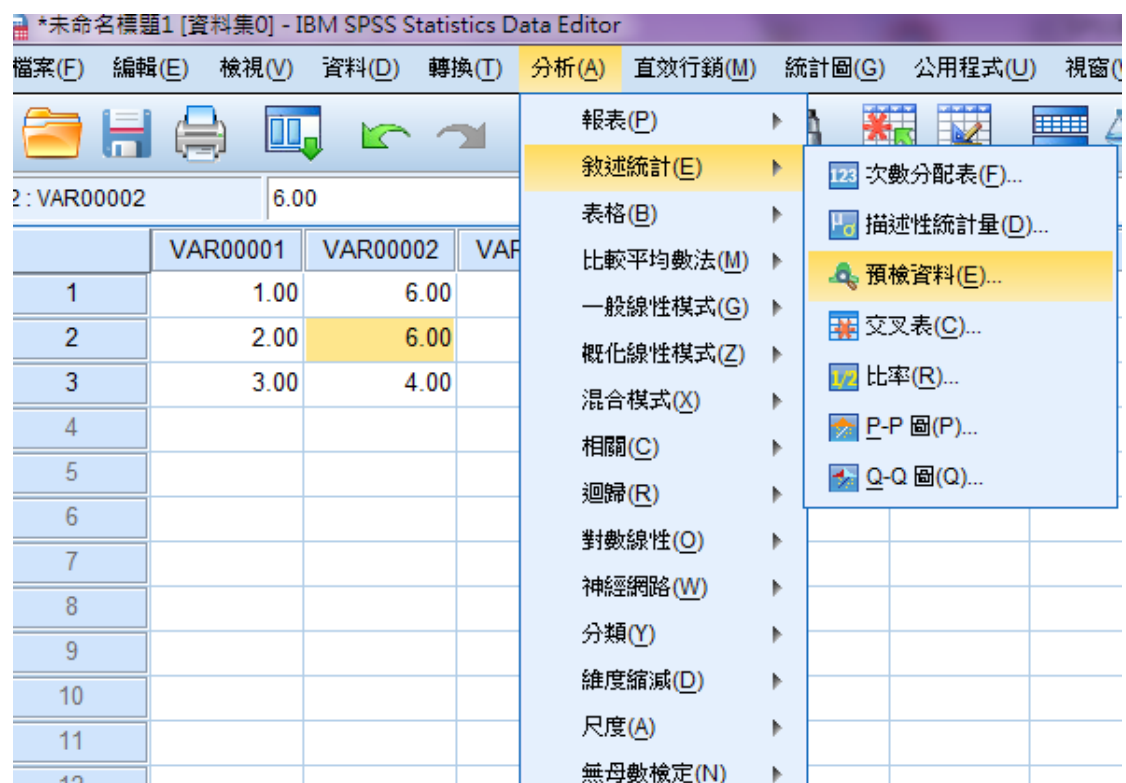 *未命名標題1 [資料集0] - IBM SPSS Statistics Data Editor
檔案(F) 編輯(E) 檢視(V) 資料(D) 轉換(T) 分析(A) 直效行銷(M) 統計圖(G) 公用程式(U) 視窗(
2 : VAR00002 6.00
VAR00001 VAR00002 VAR
1 1.00 6.00
2 2.00 6.00
3 3.00 4.00
4
5
6
7
8
9
10
11
12
報表(P)
敘述統計(E)
表格(B)
比較平均數法(M)
一般線性模式(G)
概化線性模式(Z)
混合模式(X)
相關(C)
迴歸(R)
對數線性(O)
神經網路(W)
分類(Y)
維度縮減(D)
尺度(A)
無母數檢定(N)
123 次數分配表(F)...
μσ 描述性統計量(D)...
預檢資料(E)...
交叉表(C)...
1/2 比率(R)...
P-P 圖(P)...
Q-Q 圖(Q)...